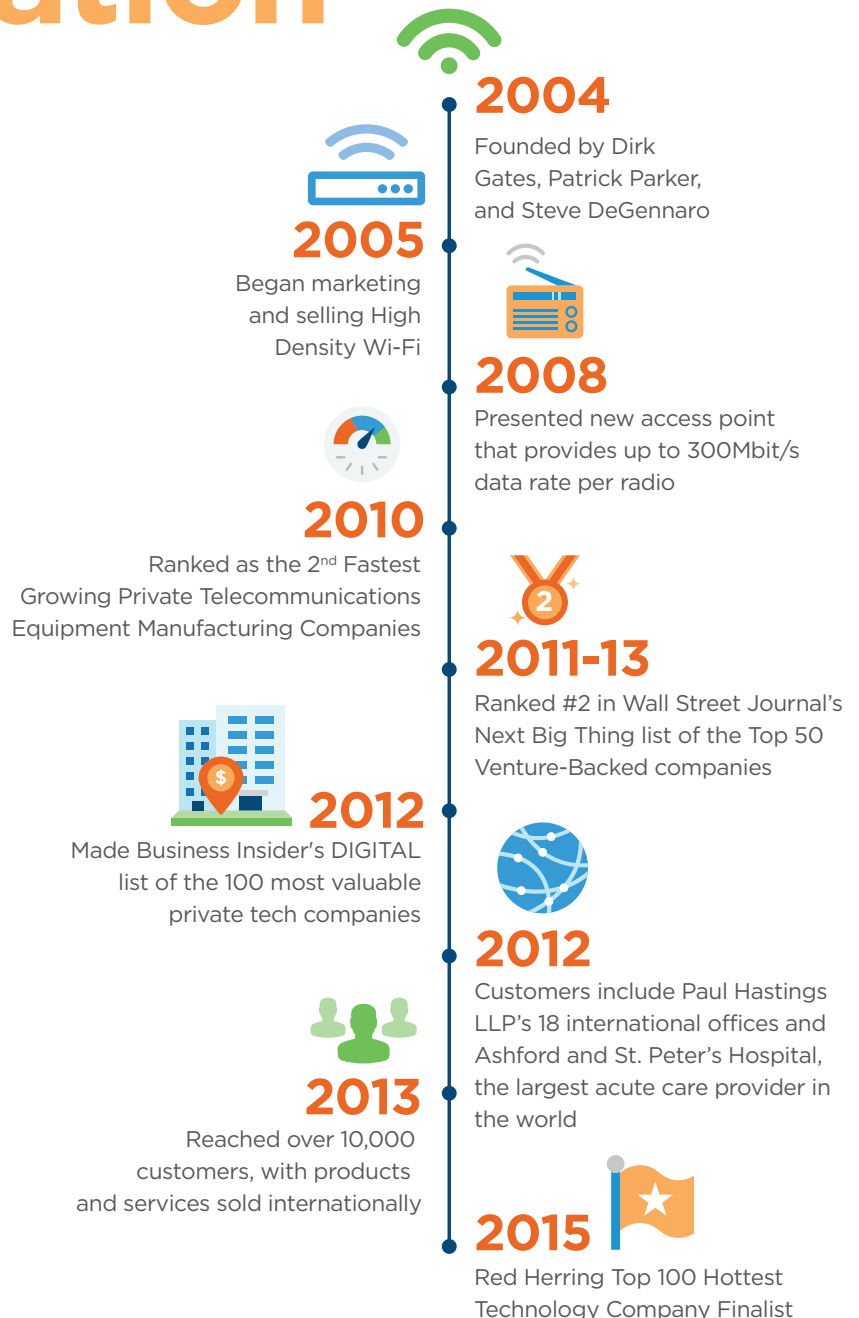 2004
Founded by Dirk
Gates, Patrick Parker,
and Steve DeGennaro
2005
Began marketing
and selling High
Density Wi-Fi
2008
Presented new access point
that provides up to 300Mbit/s
data rate per radio
2010
Ranked as the 2nd Fastest
Growing Private Telecommunications
Equipment Manufacturing Companies
2
2011-13
Ranked #2 in Wall Street Journal’s
Next Big Thing list of the Top 50
Venture-Backed companies
$
2012
Made Business Insider's DIGITAL
list of the 100 most valuable
private tech companies
2012
Customers include Paul Hastings
LLP’s 18 international offices and
Ashford and St. Peter’s Hospital,
the largest acute care provider in
the world
2013
Reached over 10,000
customers, with products
and services sold internationally
2015
Red Herring Top 100 Hottest
Technology Company Finalist